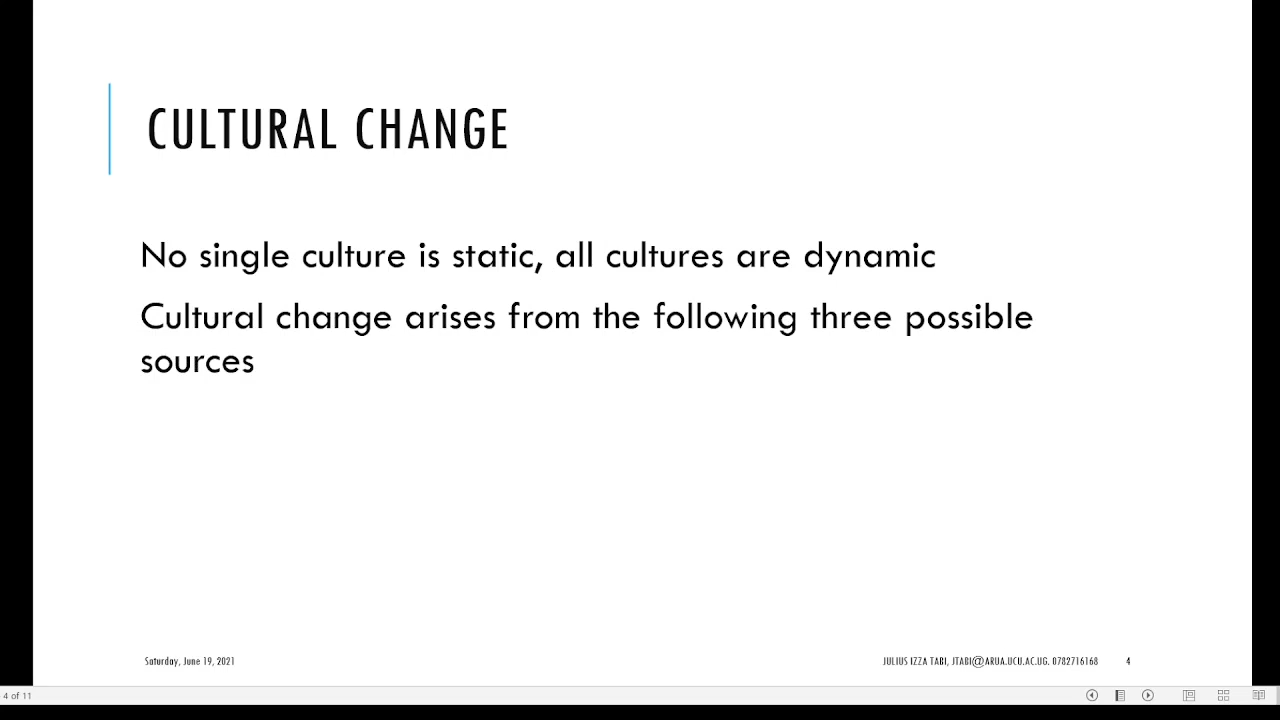 CULTURAL CHANGE
No single culture is static, all cultures are dynamic
Cultural change arises from the following three possible
sources
Saturday, June 19, 2021
JULIUS IZZA TABI, JTABI@ARUA.UCU.AC.UG. 0782716168
4
4 of 11